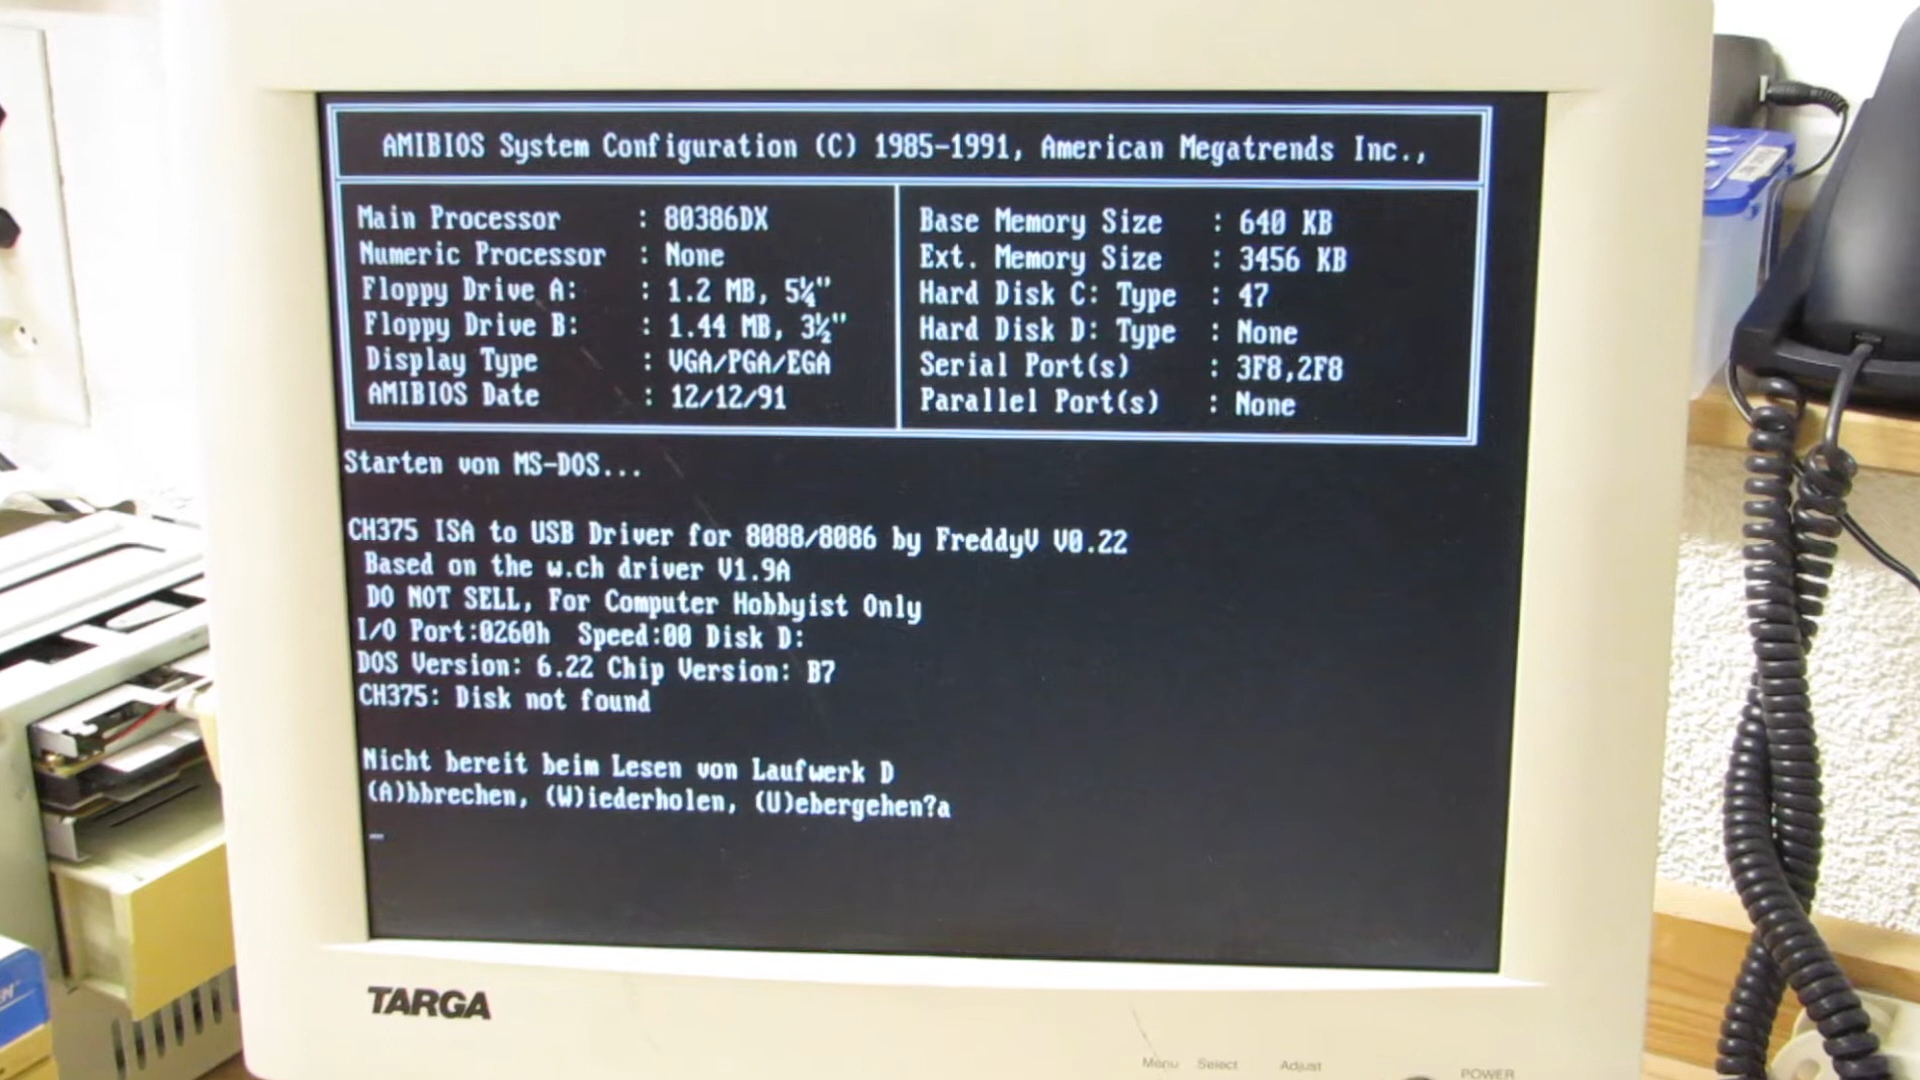 AMIBIOS System Configuration (C) 1985-1991, American Megatrends Inc.,
Main Processor : 80386DX
Numeric Processor : None
Floppy Drive A: : 1.2 MB, 5¼"
Floppy Drive B: : 1.44 MB, 3½"
Display Type : VGA/PGA/EGA
AMIBIOS Date : 12/12/91
Base Memory Size : 640 KB
Ext. Memory Size : 3456 KB
Hard Disk C: Type : 47
Hard Disk D: Type : None
Serial Port(s) : 3F8,2F8
Parallel Port(s) : None
Starten von MS-DOS...
CH375 ISA to USB Driver for 8088/8086 by FreddyV V0.22
Based on the w.ch driver V1.9A
DO NOT SELL, For Computer Hobbyist Only
I/O Port:0260h Speed:00 Disk D:
DOS Version: 6.22 Chip Version: B7
CH375: Disk not found
Nicht bereit beim Lesen von Laufwerk D
(A)bbrechen, (W)iederholen, (U)ebergehen?a
_
TARGA
Menu Select Adjust POWER